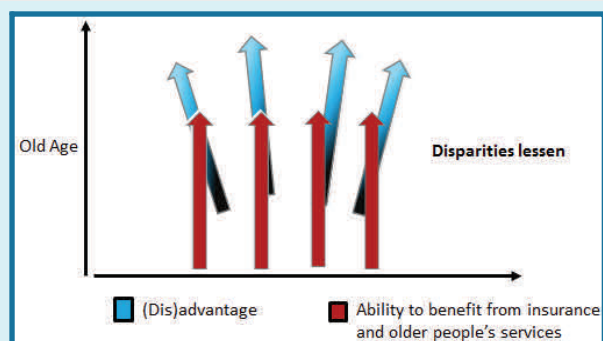 Old Age
Disparities lessen
(Dis)advantage
Ability to benefit from insurance
and older people's services